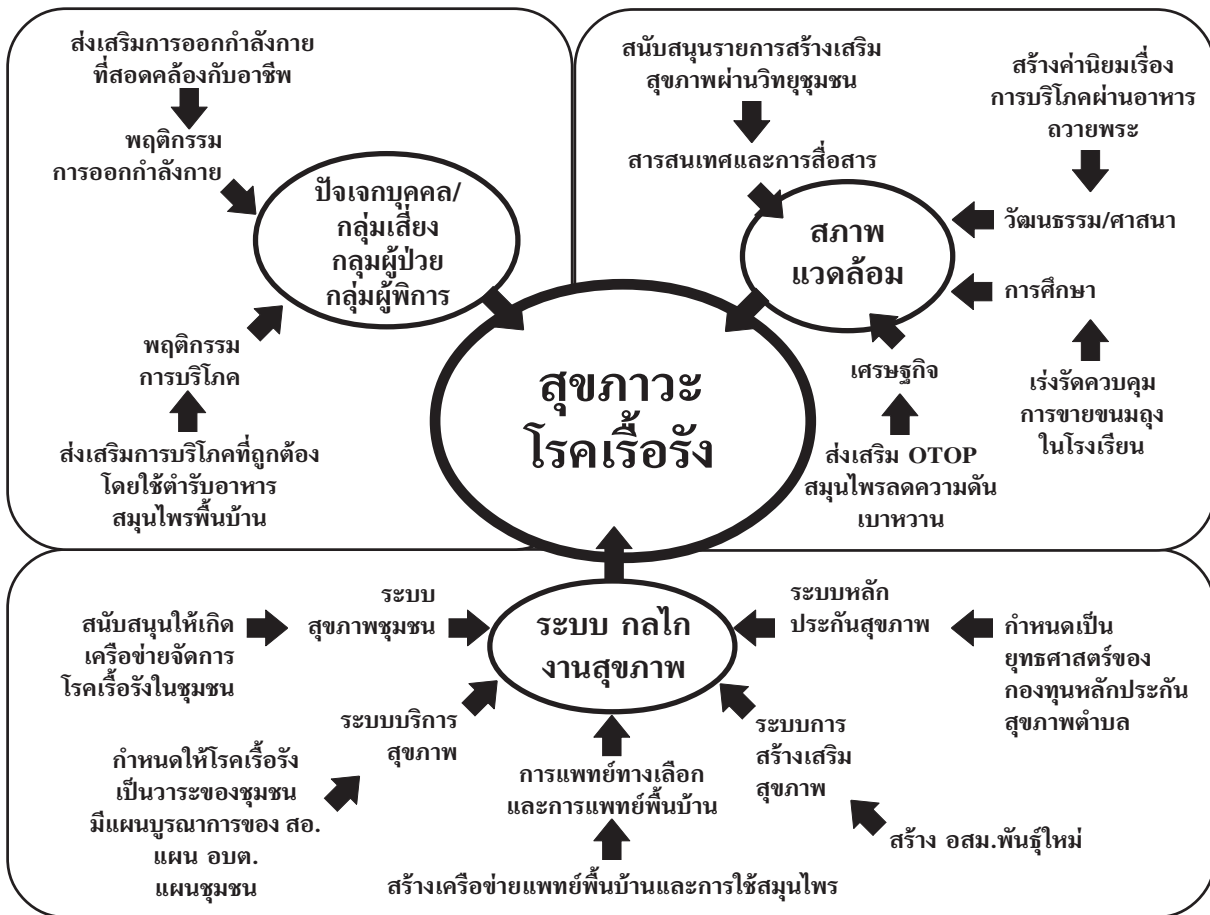 ส่งเสริมการออกกำลังกาย
ที่สอดคล้องกับอาชีพ
พฤติกรรม
การออกกำลังกาย
ปัจเจกบุคคล/
กลุ่มเสี่ยง
กลุมผู้ป่วย
กลุ่มผู้พิการ
พฤติกรรม
การบริโภค
ส่งเสริมการบริโภคที่ถูกต้อง
โดยใช้ตำรับอาหาร
สมุนไพรพื้นบ้าน
สนับสนุนรายการสร้างเสริม
สุขภาพผ่านวิทยุชุมชน
สารสนเทศและการสื่อสาร
สร้างค่านิยมเรื่อง
การบริโภคผ่านอาหาร
ถวายพระ
วัฒนธรรม/ศาสนา
สภาพ
แวดล้อม
การศึกษา
เร่งรัดควบคุม
การขายขนมถุง
ในโรงเรียน
เศรษฐกิจ
ส่งเสริม OTOP
สมุนไพรลดความดัน
เบาหวาน
สุขภาวะ
โรคเรื้อรัง
ระบบ กลไก
งานสุขภาพ
ระบบ
สุขภาพชุมชน
สนับสนุนให้เกิด
เครือข่ายจัดการ
โรคเรื้อรังในชุมชน
ระบบบริการ
สุขภาพ
กำหนดให้โรคเรื้อรัง
เป็นวาระของชุมชน
มีแผนบูรณาการของ สอ.
แผน อบต.
แผนชุมชน
การแพทย์ทางเลือก
และการแพทย์พื้นบ้าน
สร้างเครือข่ายแพทย์พื้นบ้านและการใช้สมุนไพร
ระบบหลัก
ประกันสุขภาพ
กำหนดเป็น
ยุทธศาสตร์ของ
กองทุนหลักประกัน
สุขภาพตำบล
ระบบการ
สร้างเสริม
สุขภาพ
สร้าง อสม.พันธุ์ใหม่